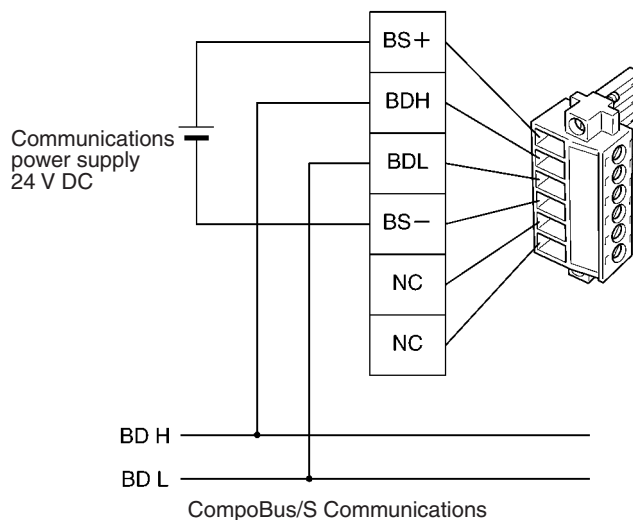 BS+
BDH
Communications
power supply
24 V DC
BDL
BS−
NC
NC
BD H
BD L
CompoBus/S Communications